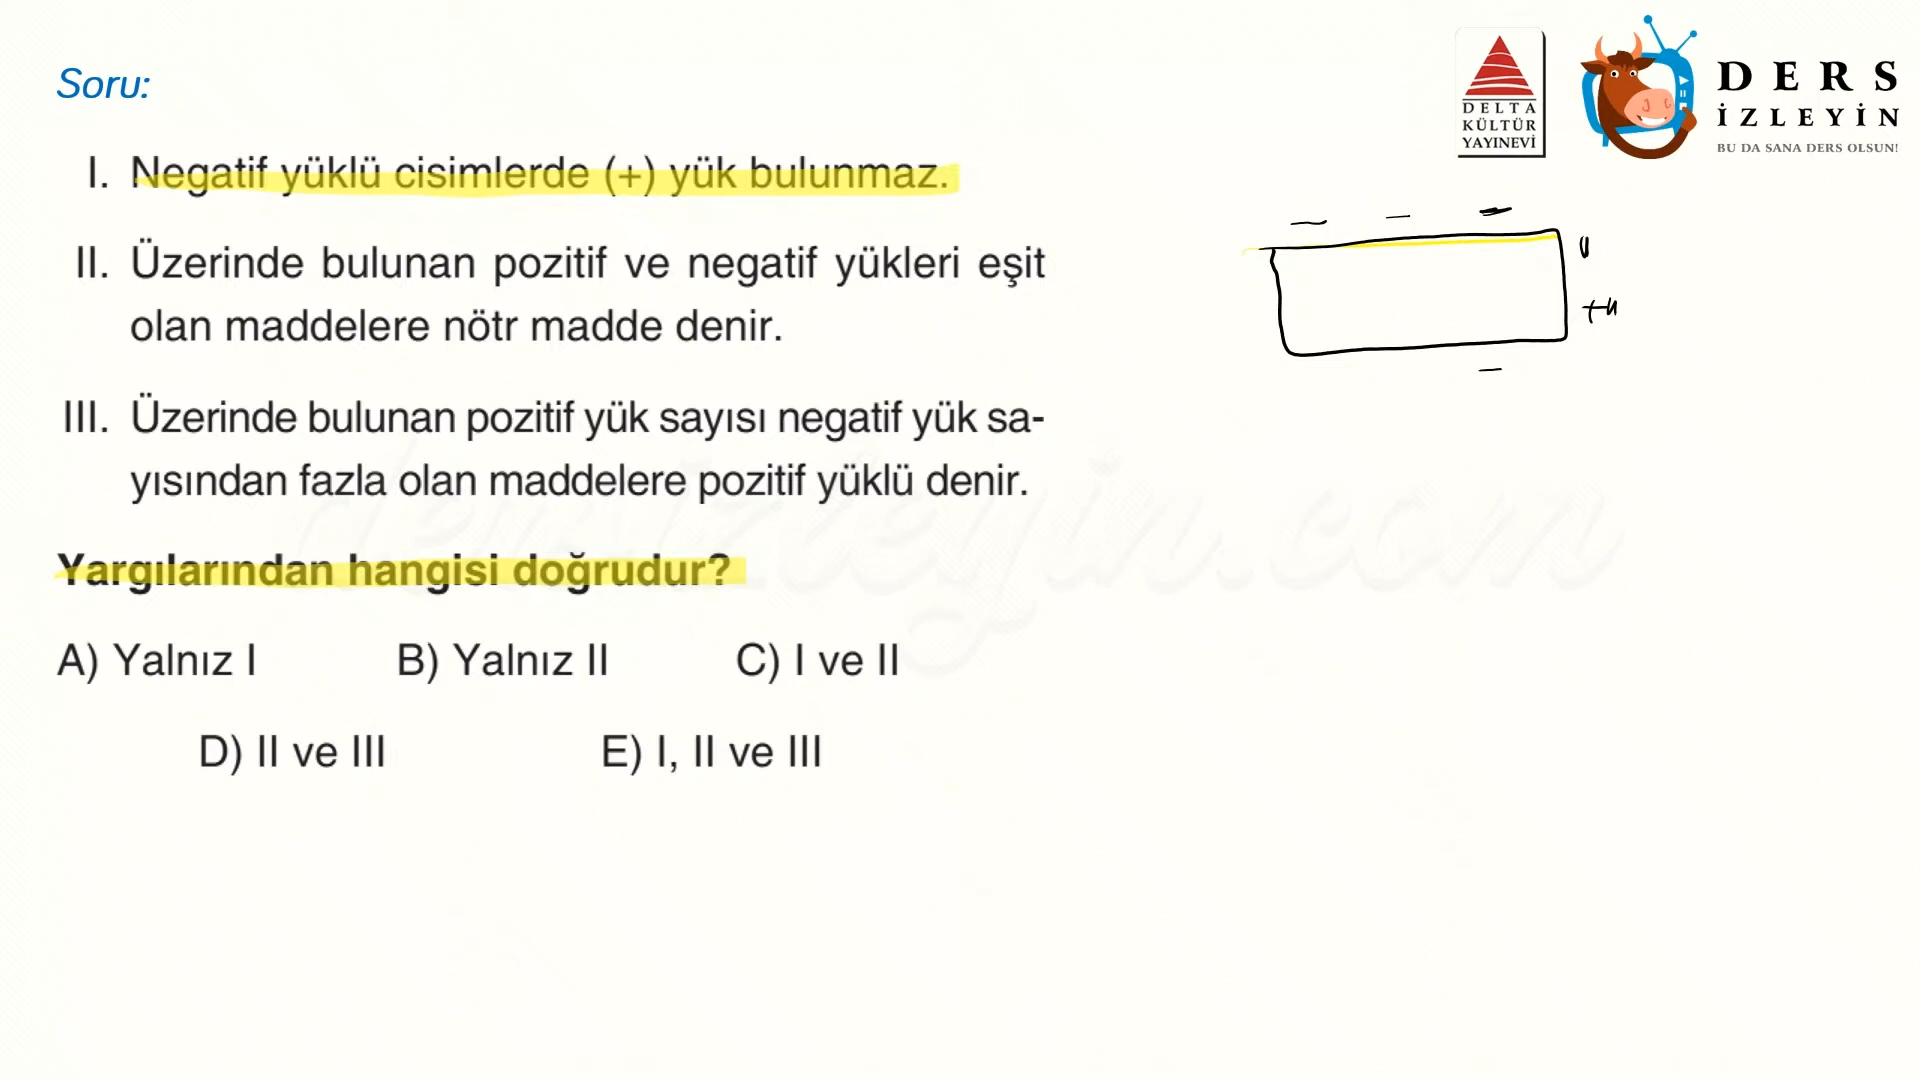 Soru:
DELTA
KÜLTÜR
YAYINEVİ
DERS
İZLEYİN
BU DA SANA DERS OLSUN!
I. Negatif yüklü cisimlerde (+) yük bulunmaz.
II. Üzerinde bulunan pozitif ve negatif yükleri eşit
olan maddelere nötr madde denir.
III. Üzerinde bulunan pozitif yük sayısı negatif yük sa-
yısından fazla olan maddelere pozitif yüklü denir.
Yargılarından hangisi doğrudur?
A) Yalnız I B) Yalnız II C) I ve II
D) II ve III E) I, II ve III
dersizleyin.com